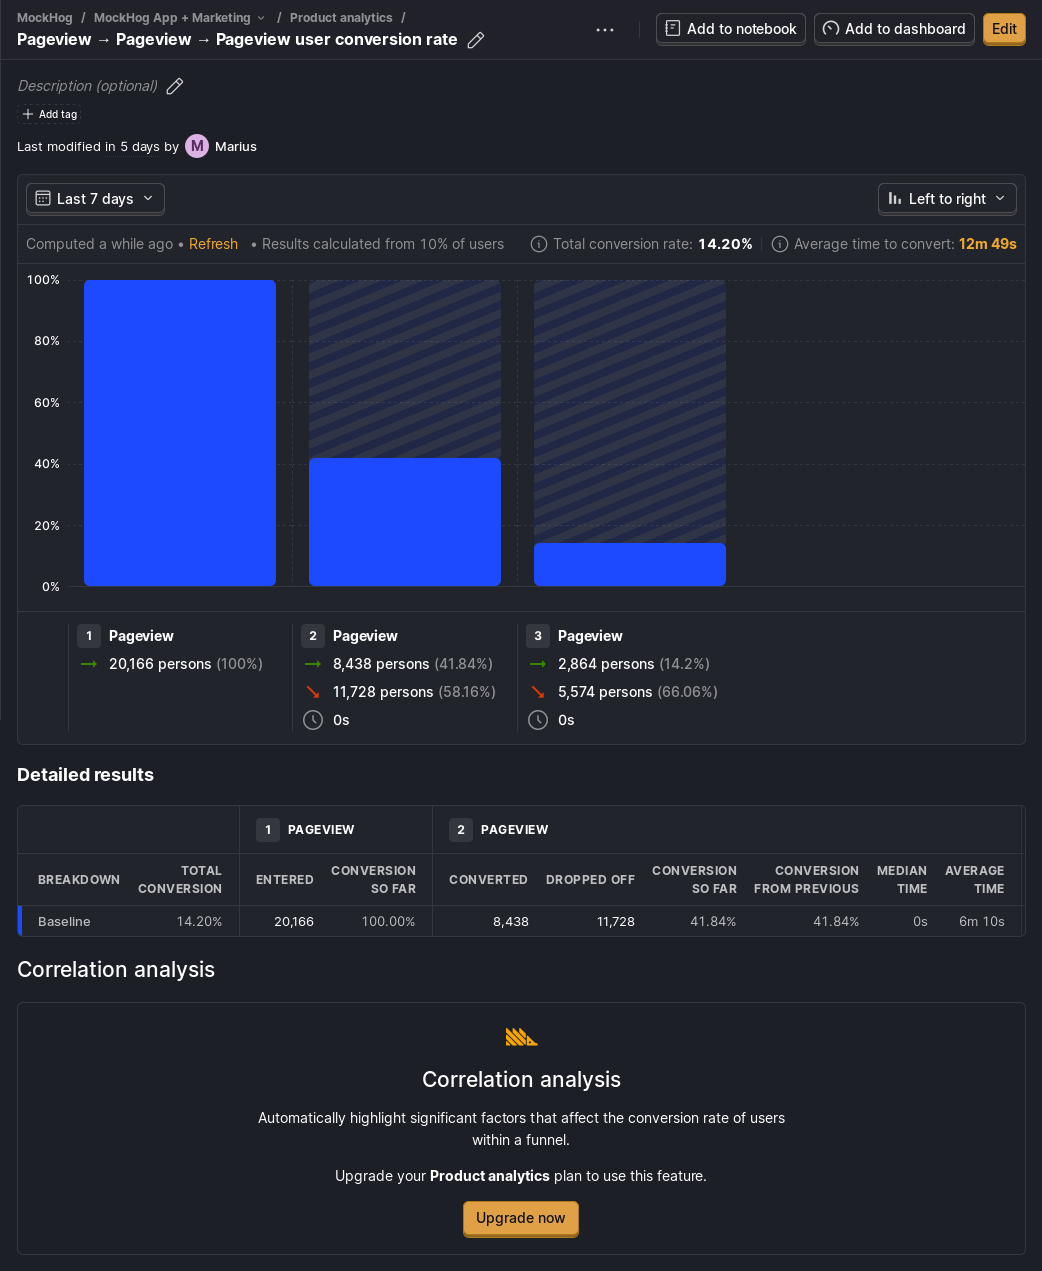 MockHog / MockHog App + Marketing / Product analytics /
Pageview → Pageview → Pageview user conversion rate
Add to notebook
Add to dashboard
Edit
Description (optional)
Add tag
Last modified in 5 days by M Marius
Last 7 days
Left to right
Computed a while ago • Refresh • Results calculated from 10% of users
Total conversion rate: 14.20%
Average time to convert: 12m 49s
100%
80%
60%
40%
20%
0%
1 Pageview
20,166 persons (100%)
2 Pageview
8,438 persons (41.84%)
11,728 persons (58.16%)
0s
3 Pageview
2,864 persons (14.2%)
5,574 persons (66.06%)
0s
Detailed results
1 PAGEVIEW 2 PAGEVIEW
BREAKDOWN TOTAL CONVERSION ENTERED CONVERSION SO FAR CONVERTED DROPPED OFF CONVERSION SO FAR CONVERSION FROM PREVIOUS MEDIAN TIME AVERAGE TIME
Baseline 14.20% 20,166 100.00% 8,438 11,728 41.84% 41.84% 0s 6m 10s
Correlation analysis
Correlation analysis
Automatically highlight significant factors that affect the conversion rate of users
within a funnel.
Upgrade your Product analytics plan to use this feature.
Upgrade now